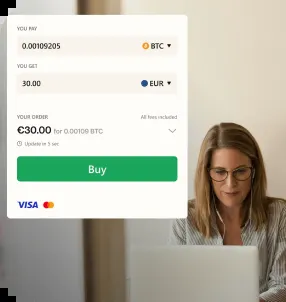 YOU PAY
0.00109205 BTC
YOU GET
30.00 EUR
YOUR ORDER All fees included
€30.00 for 0.00109 BTC
Update in 5 set
Buy
VISA